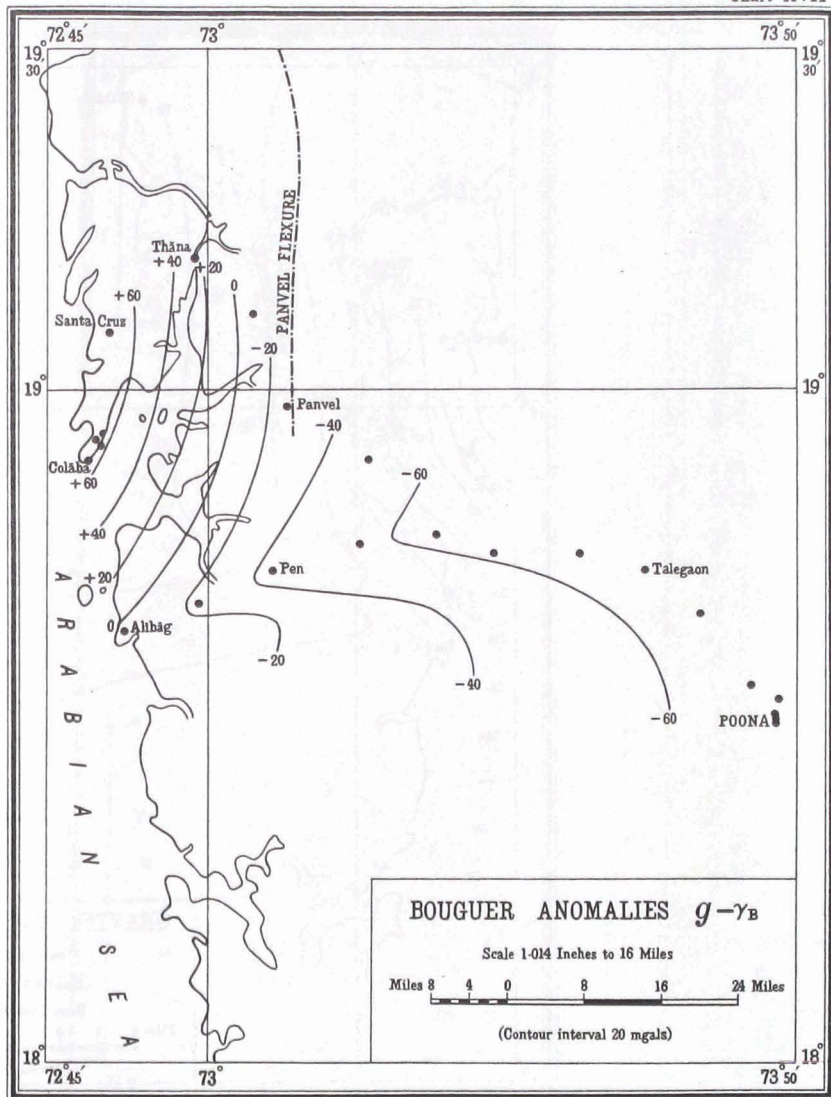 72° 45′
73°
73° 50′
19° 30′
19° 30′
Thāna
+40
+20
0
+60
Santa Cruz
PANVEL FLEXURE
-20
19°
19°
Panvel
-40
Colāba
+60
-60
+40
+20
Pen
Talegaon
0
Alībāg
-20
-40
-60
POONA
ARABIAN SEA
BOUGUER ANOMALIES g-γB
Scale 1·014 Inches to 16 Miles
Miles 8 4 0 8 16 24 Miles
(Contour interval 20 mgals)
18°
18°
72° 45′
73°
73° 50′